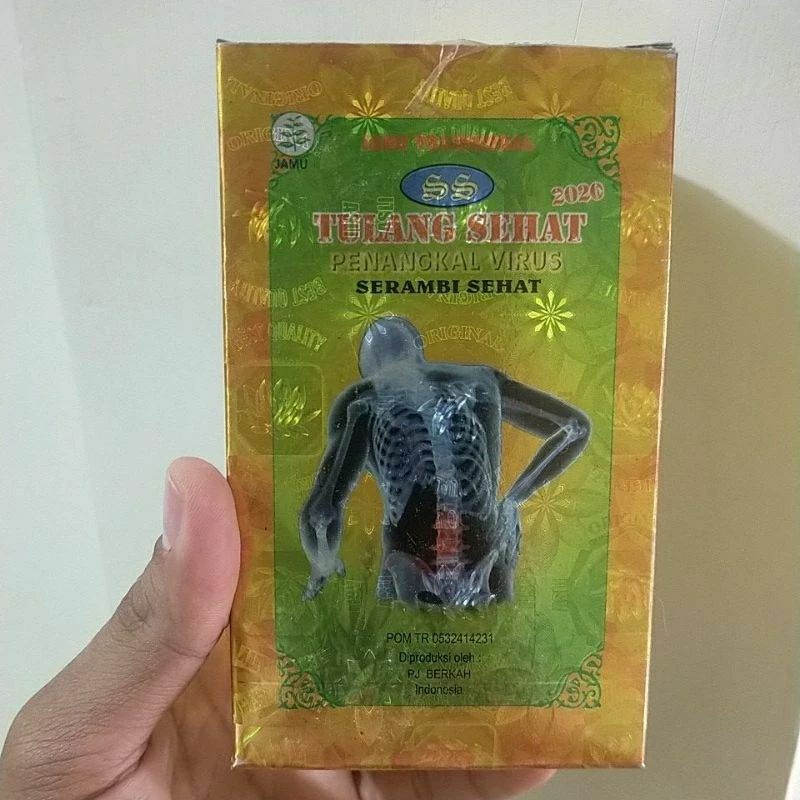 JAMU
SS
2020
TULANG SEHAT
PENANGKAL VIRUS
SERAMBI SEHAT
ORIGINAL
BEST QUALITY
POM TR 0532414231
Diproduksi oleh :
PJ BERKAH
Indonesia